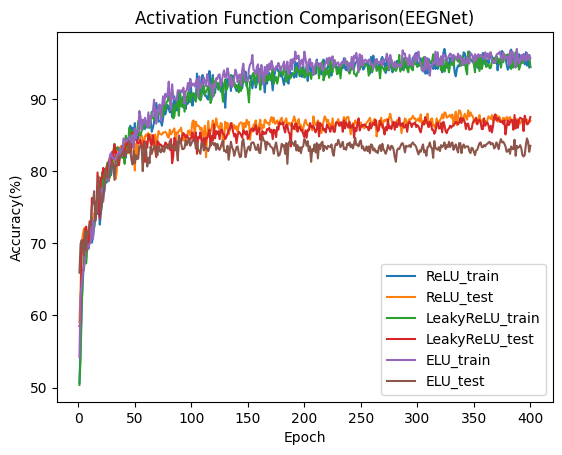 Activation Function Comparison(EEGNet)
Accuracy(%)
90
80
70
60
50
0 50 100 150 200 250 300 350 400
Epoch
ReLU_train
ReLU_test
LeakyReLU_train
LeakyReLU_test
ELU_train
ELU_test